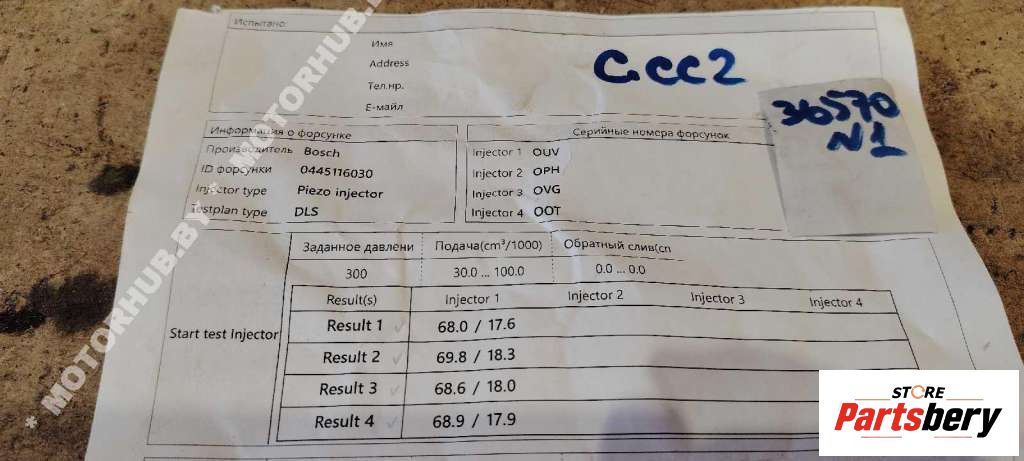 Испытано:
Имя
Address
Тел.нр.
E-майл
C.CC2
36570
N1
Информация о форсунке
Производитель Bosch
ID форсунки 0445116030
Injector type Piezo injector
Testplan type DLS
Серийные номера форсунок
Injector 1 OUV
Injector 2 OPH
Injector 3 OVG
Injector 4 OOT
Заданное давлени Подача(cm³/1000) Обратный слив(сп
300 30.0 ... 100.0 0.0 ... 0.0
Result(s) Injector 1 Injector 2 Injector 3 Injector 4
Start test Injector
Result 1 68.0 / 17.6
Result 2 69.8 / 18.3
Result 3 68.6 / 18.0
Result 4 68.9 / 17.9
* MOTORHUB.BY * MOTORHUB.BY
STORE
Partsbery